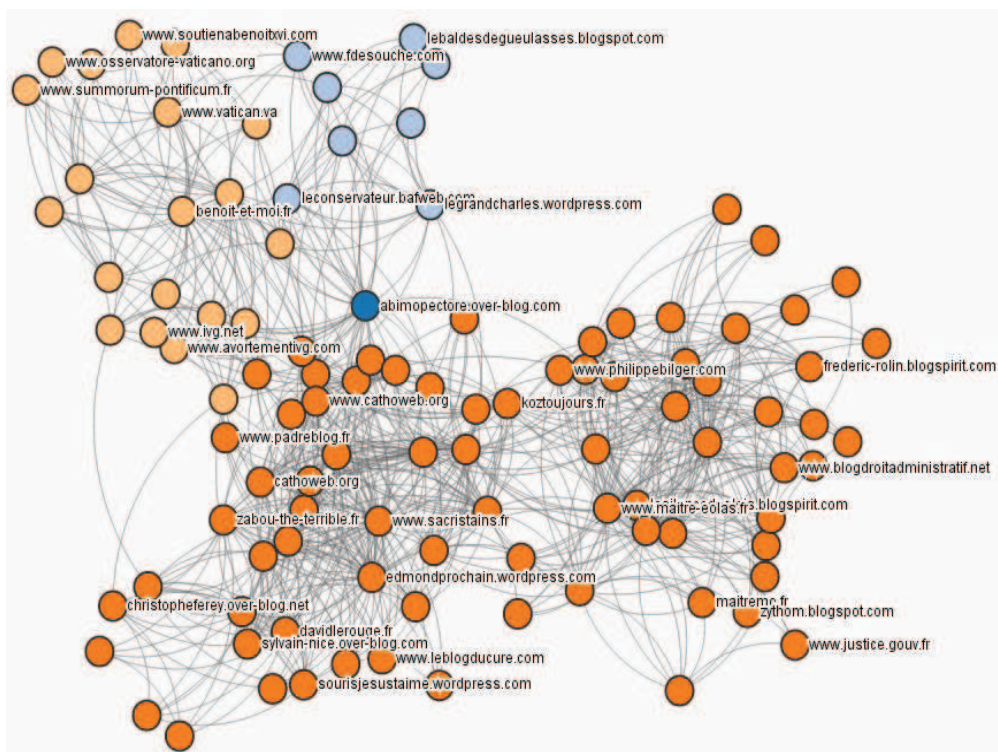 www.soutienabenoitxvi.com
lebaldesdegueulasses.blogspot.com
www.fdesouche.com
www.osservatore-vaticano.org
www.summorum-pontificum.fr
www.vatican.va
leconservateur.bafweb.com
legrandcharles.wordpress.com
benoit-et-moi.fr
abimopectore.over-blog.com
www.ivg.net
www.avortementivg.com
www.philippebilger.com
frederic-rolin.blogspirit.com
www.cathoweb.org
koztoujours.fr
www.padreblog.fr
www.blogdroitadministratif.net
cathoweb.org
www.maitre-eolas.fr
.blogspirit.com
zabou-the-terrible.fr
www.sacristains.fr
edmondprochain.wordpress.com
christopheferey.over-blog.net
maitremo.fr
zythom.blogspot.com
davidlerouge.fr
sylvain-nice.over-blog.com
www.justice.gouv.fr
www.leblogducure.com
sourisjesustaime.wordpress.com